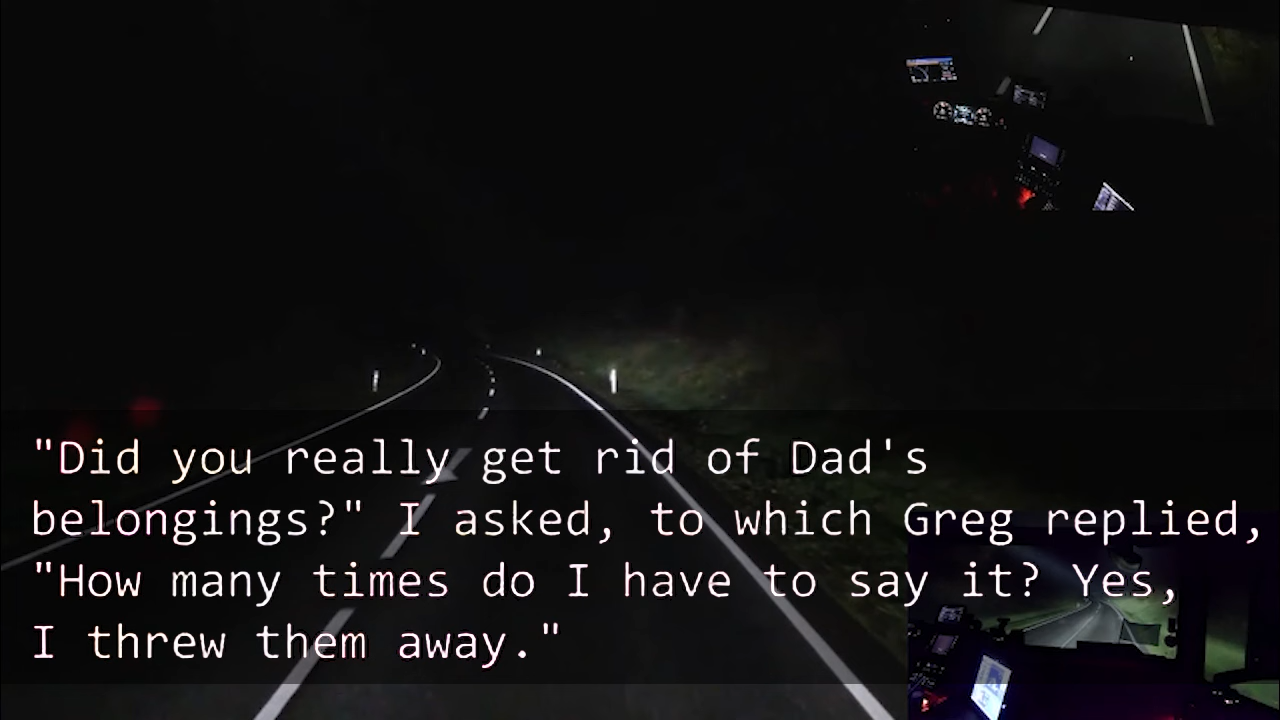 "Did you really get rid of Dad's
belongings?" I asked, to which Greg replied,
"How many times do I have to say it? Yes,
I threw them away."